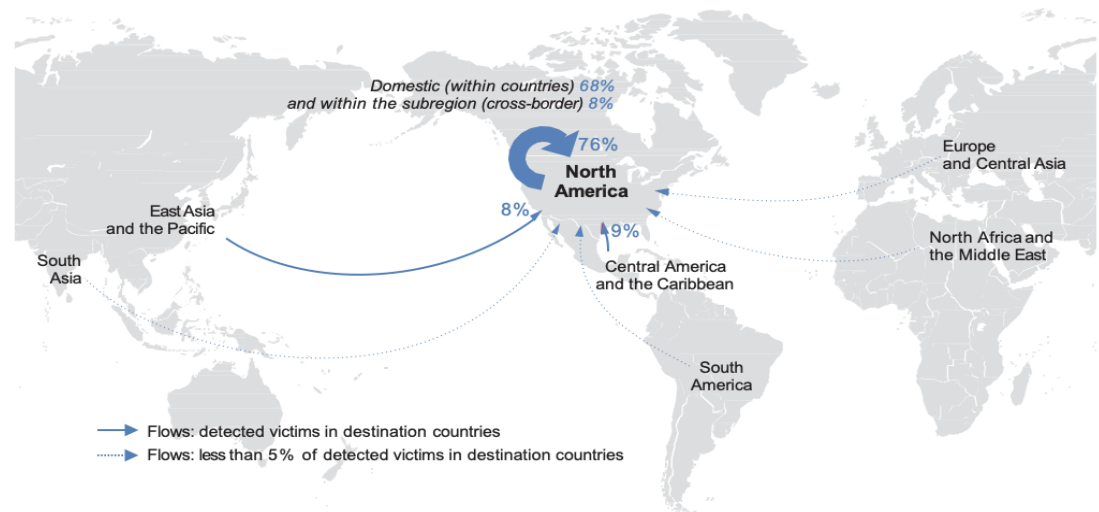 Domestic (within countries) 68%
and within the subregion (cross-border) 8%
76%
North
America
Europe
and Central Asia
East Asia
and the Pacific
8%
9%
North Africa and
the Middle East
South
Asia
Central America
and the Caribbean
South
America
Flows: detected victims in destination countries
Flows: less than 5% of detected victims in destination countries